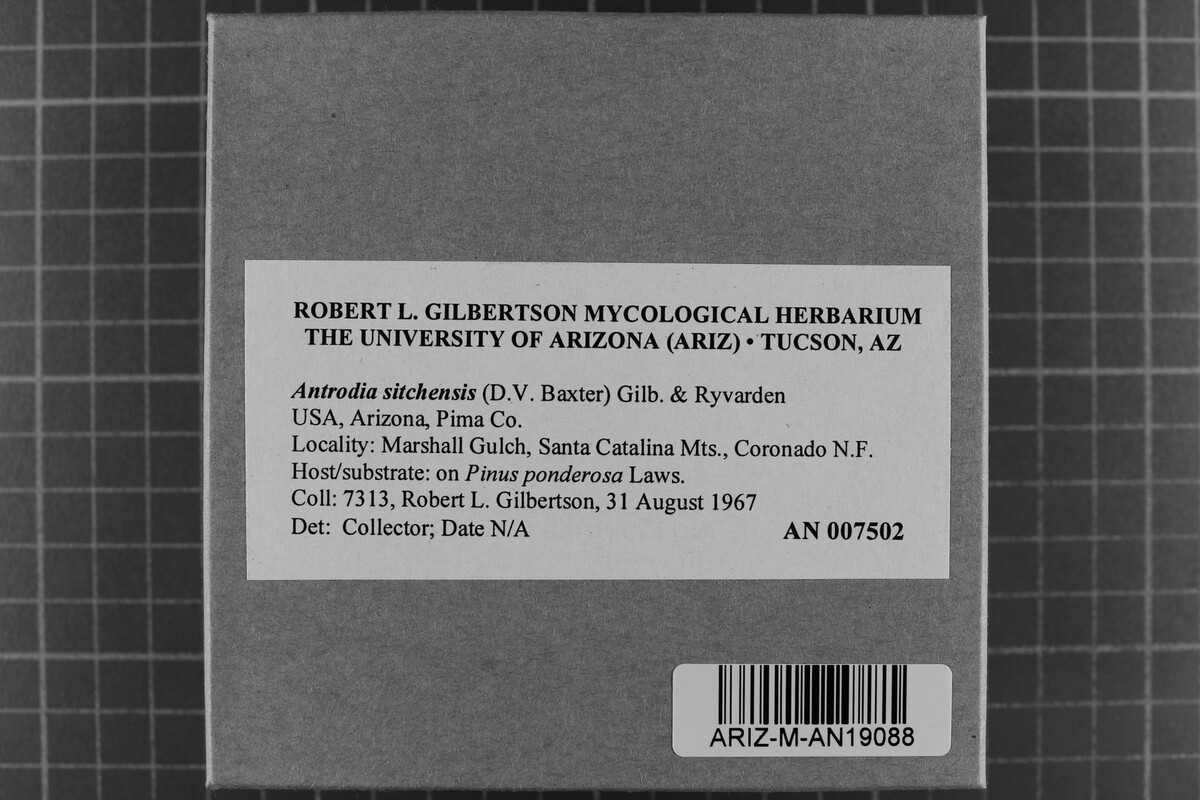 ROBERT L. GILBERTSON MYCOLOGICAL HERBARIUM
THE UNIVERSITY OF ARIZONA (ARIZ) • TUCSON, AZ
Antrodia sitchensis (D.V. Baxter) Gilb. & Ryvarden
USA, Arizona, Pima Co.
Locality: Marshall Gulch, Santa Catalina Mts., Coronado N.F.
Host/substrate: on Pinus ponderosa Laws.
Coll: 7313, Robert L. Gilbertson, 31 August 1967
Det: Collector; Date N/A AN 007502
ARIZ-M-AN19088